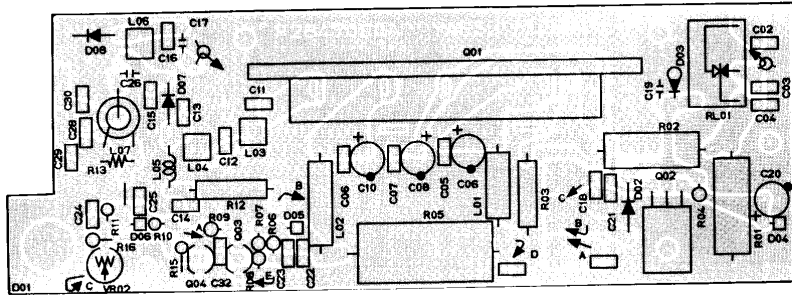 L06
C17
D08
C16
Q01
D03
C02
C26
D07
C30
C15
C13
C11
C19
C03
RL01
C04
C28
C29
L07
R13
L05
L04
C12
L03
R02
C06
C10
C07
C08
C05
C06
L01
R03
C18
D02
Q02
C20
R12
B
C
C21
R04
R01
D04
C24
R11
C25
C14
R09
R07
R06
D05
L02
R05
D06
R10
A
Q03
B
D
A
R16
R15
Q04
C32
R08
E
C23
C22
D01
C
VR02